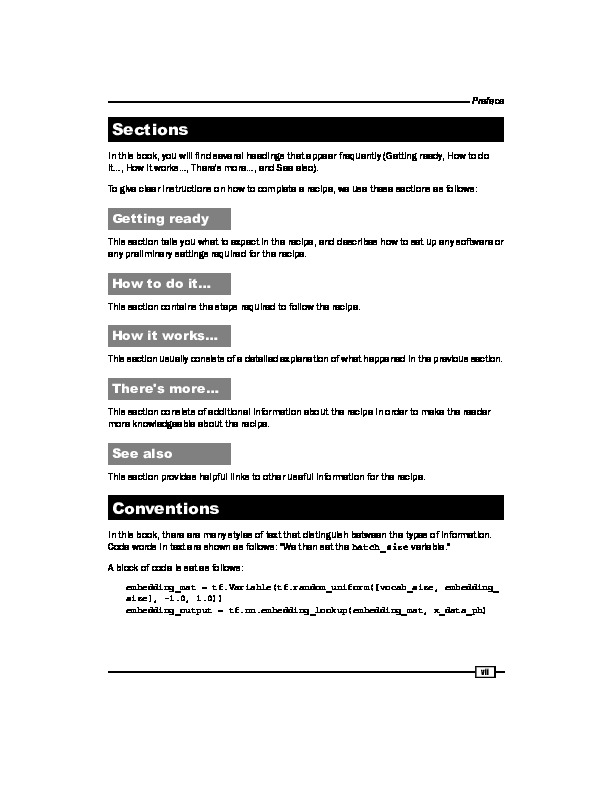 Preface
Sections
In this book, you will find several headings that appear frequently (Getting ready, How to do
it…, How it works…, There's more…, and See also).
To give clear instructions on how to complete a recipe, we use these sections as follows:
Getting ready
This section tells you what to expect in the recipe, and describes how to set up any software or
any preliminary settings required for the recipe.
How to do it…
This section contains the steps required to follow the recipe.
How it works…
This section usually consists of a detailed explanation of what happened in the previous section.
There's more…
This section consists of additional information about the recipe in order to make the reader
more knowledgeable about the recipe.
See also
This section provides helpful links to other useful information for the recipe.
Conventions
In this book, there are many styles of text that distinguish between the types of information.
Code words in text are shown as follows: "We then set the batch_size variable."
A block of code is set as follows:
embedding_mat = tf.Variable(tf.random_uniform([vocab_size, embedding_
size], -1.0, 1.0))
embedding_output = tf.nn.embedding_lookup(embedding_mat, x_data_ph)
vii